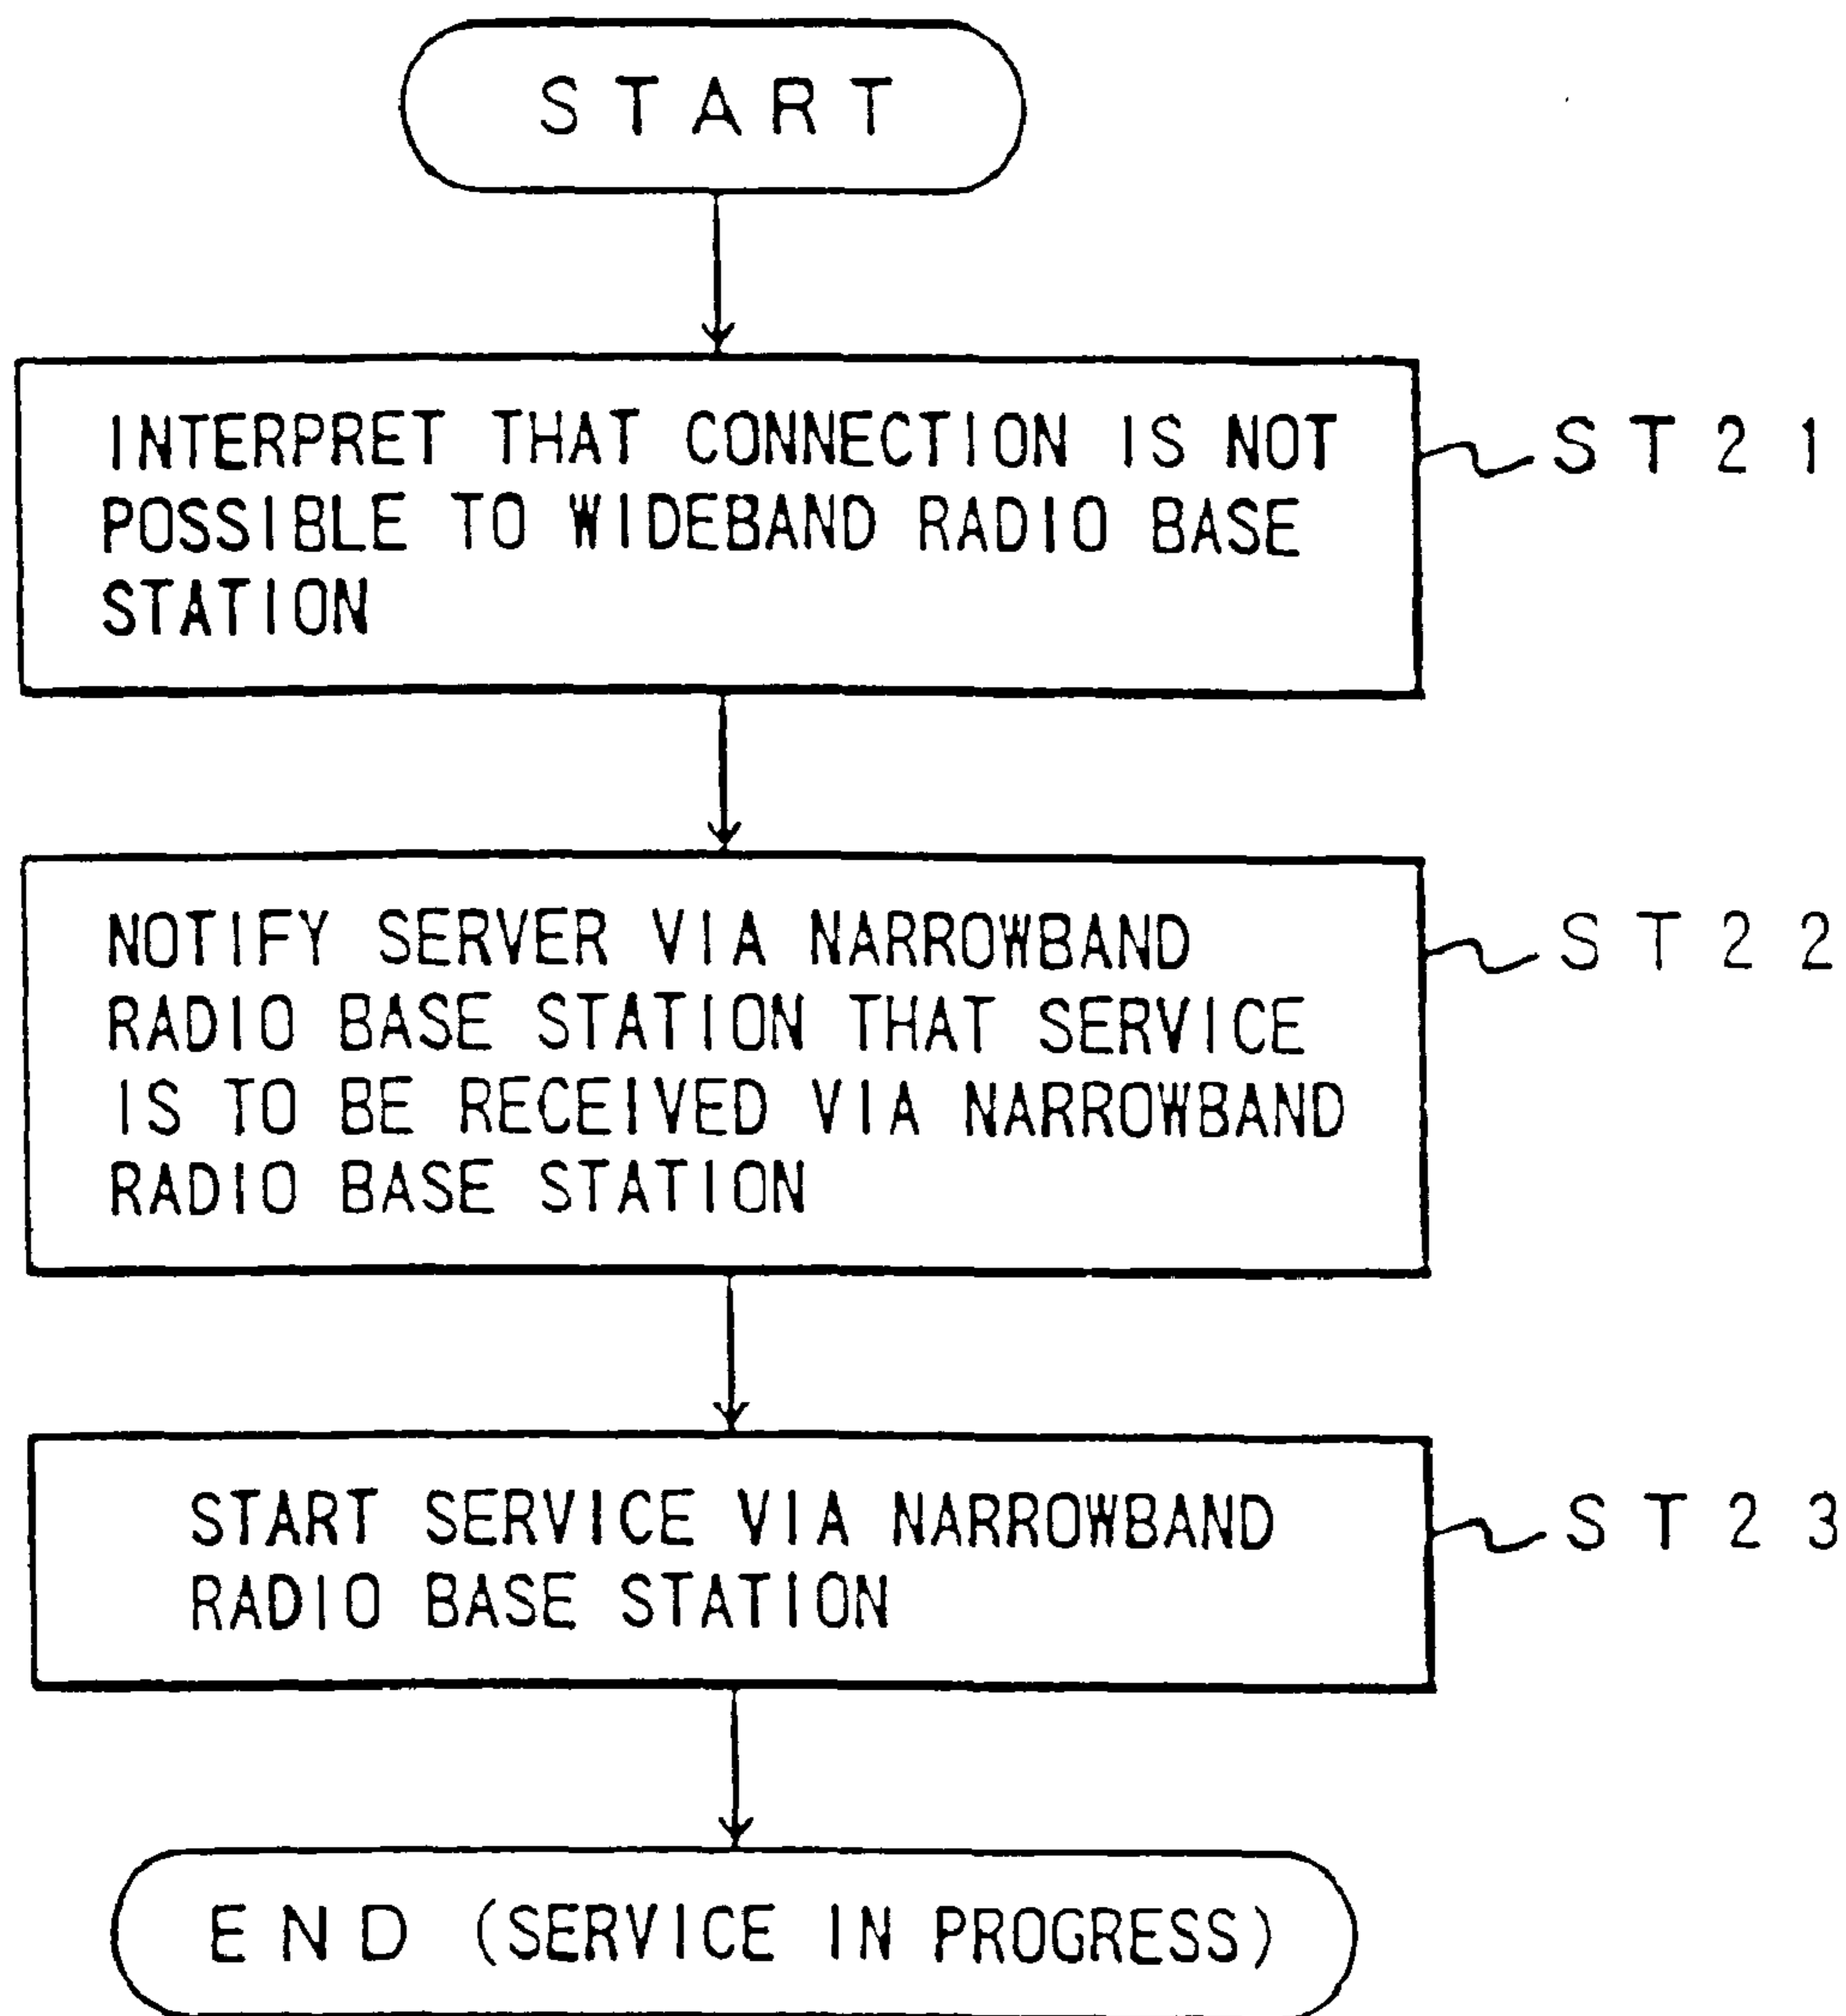 START
INTERPRET THAT CONNECTION IS NOT
POSSIBLE TO WIDEBAND RADIO BASE
STATION
ST21
NOTIFY SERVER VIA NARROWBAND
RADIO BASE STATION THAT SERVICE
IS TO BE RECEIVED VIA NARROWBAND
RADIO BASE STATION
ST22
START SERVICE VIA NARROWBAND
RADIO BASE STATION
ST23
END (SERVICE IN PROGRESS)